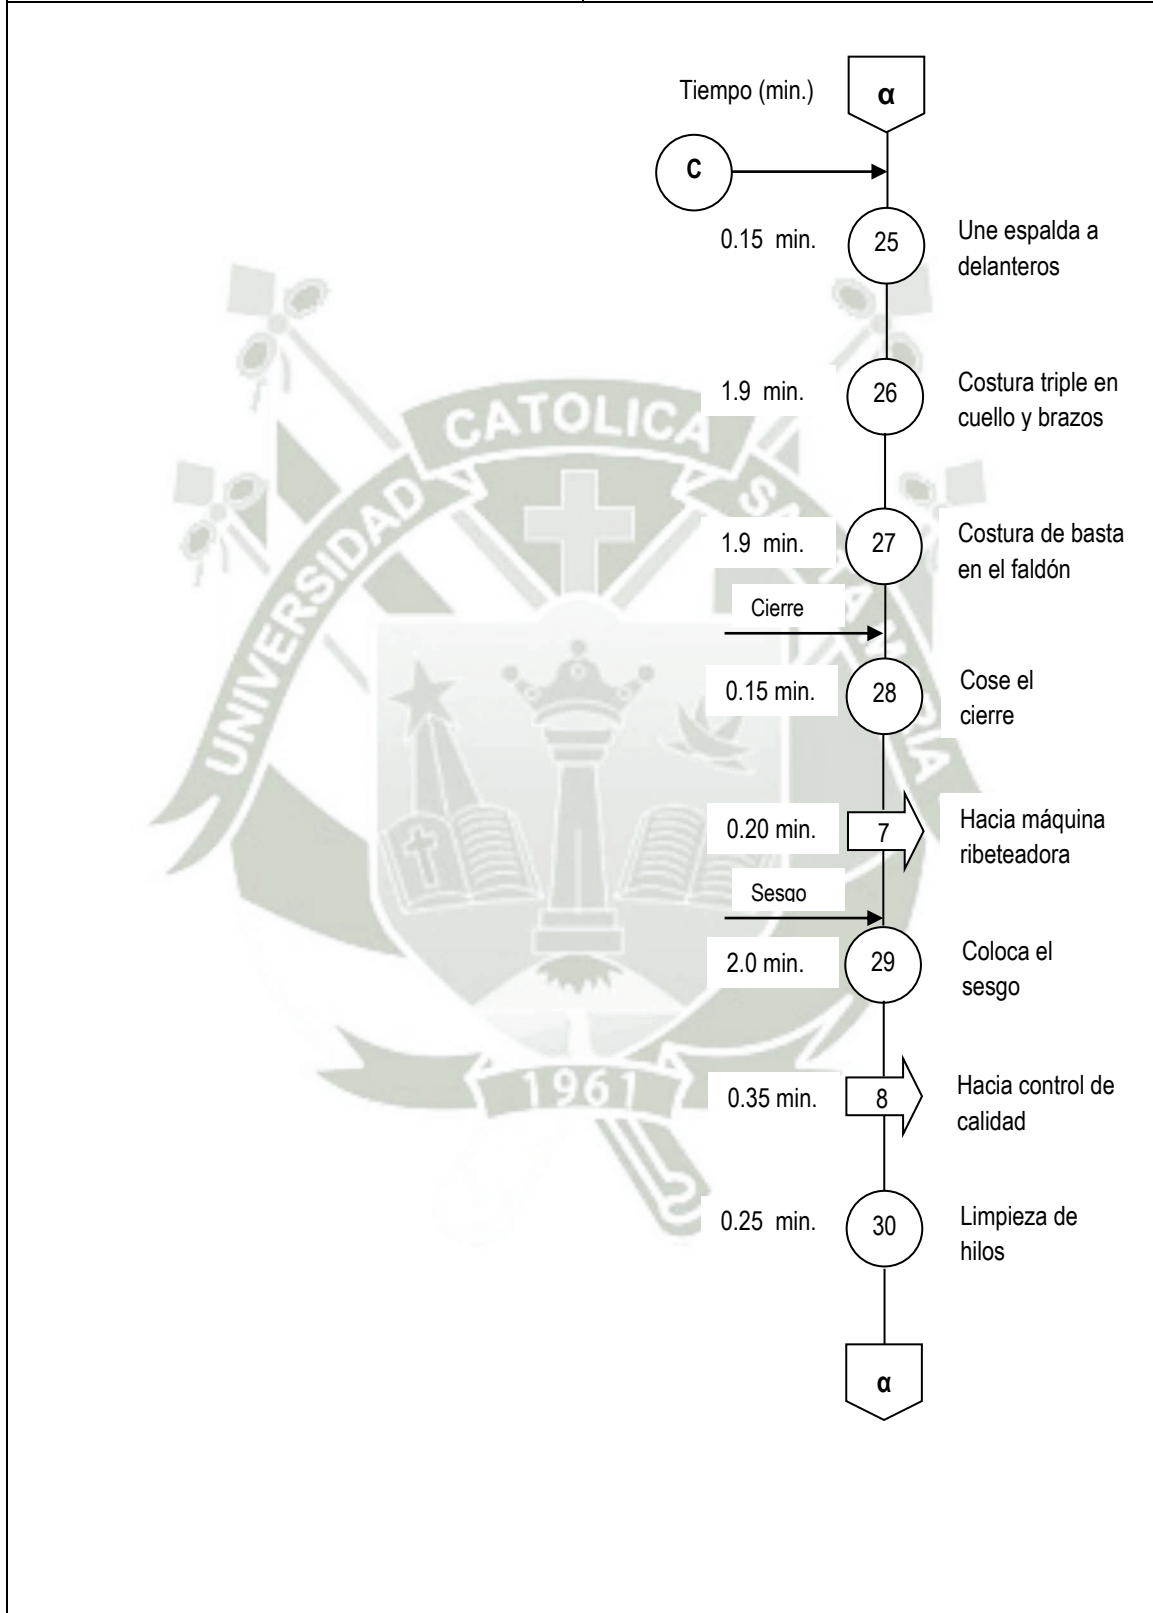 Tiempo (min.)
α
C
0.15 min.
25
Une espalda a
delanteros
1.9 min.
26
Costura triple en
cuello y brazos
1.9 min.
27
Costura de basta
en el faldón
Cierre
0.15 min.
28
Cose el
cierre
0.20 min.
7
Hacia máquina
ribeteadora
Sesgo
2.0 min.
29
Coloca el
sesgo
0.35 min.
8
Hacia control de
calidad
0.25 min.
30
Limpieza de
hilos
α
UNIVERSIDAD
CATOLICA
1961